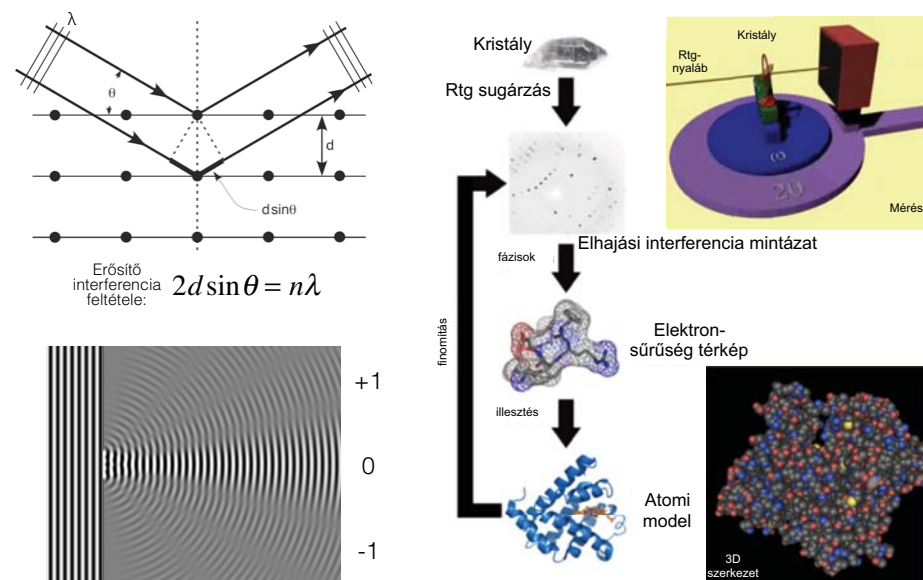 λ
θ
d
dsinθ
Erősítő
interferencia
feltétele:
2d sin θ = nλ
+1
0
-1
Kristály
Rtg sugárzás
Elhajási interferencia mintázat
fázisok
finomítás
Elektron-
sűrűség térkép
illesztés
Atomi
model
Kristály
Rtg-
nyaláb
ω
2θ
Mérés
3D
szerkezet